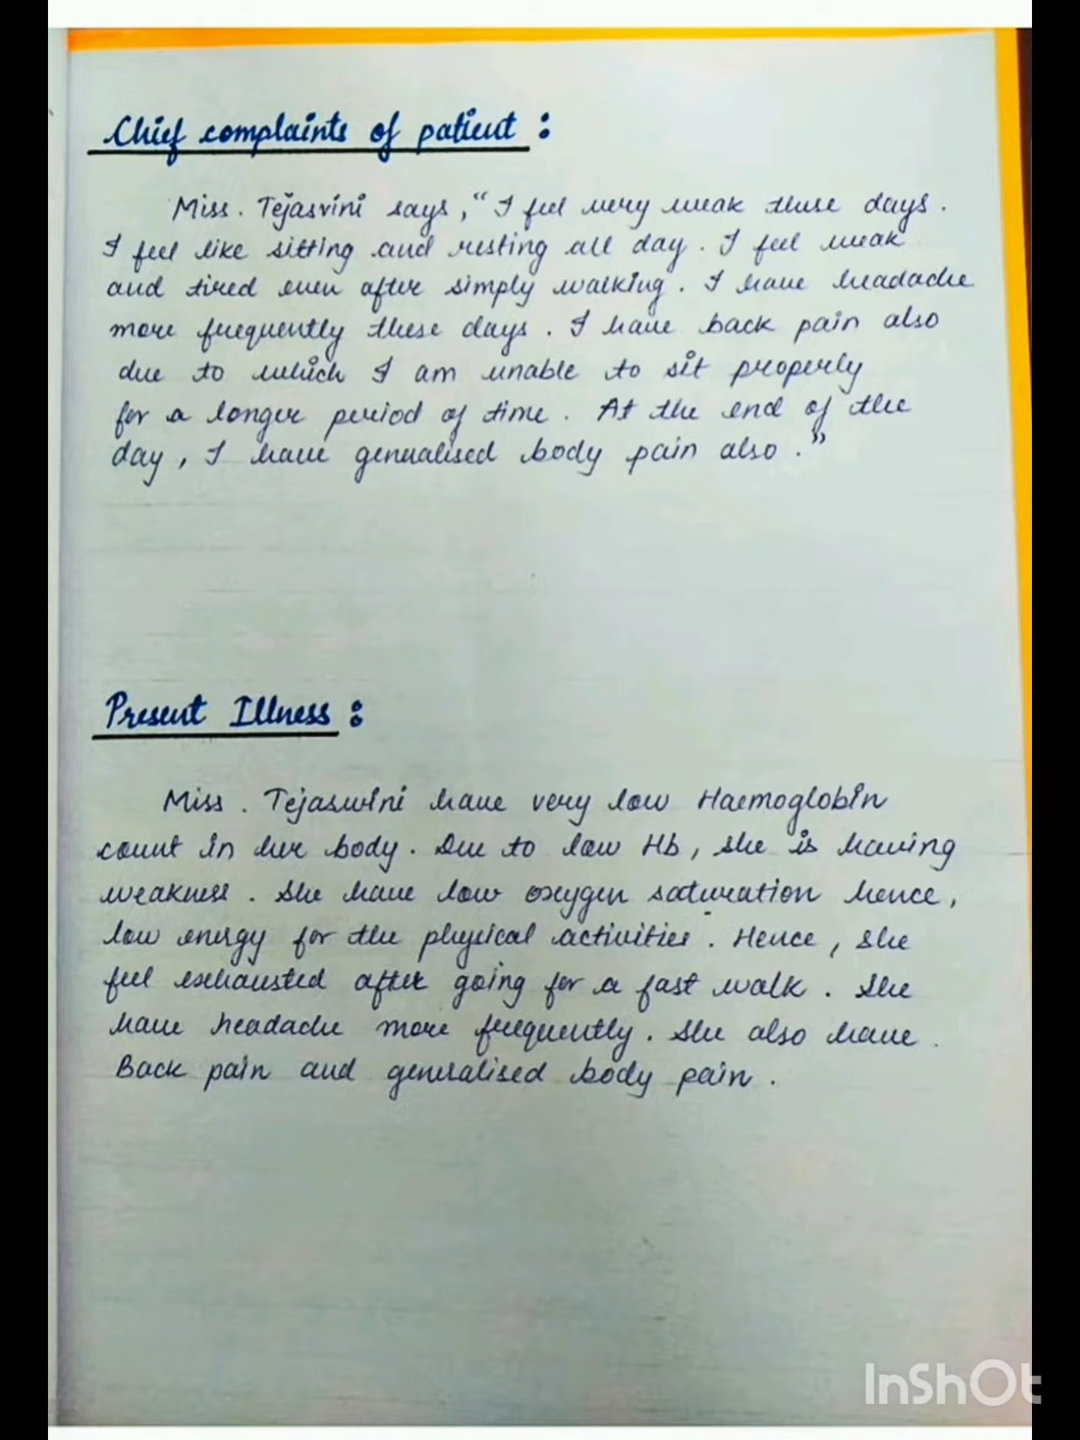 Chief complaints of patient :
Miss. Tejasvini says, "I feel very weak these days.
I feel like sitting and resting all day. I feel weak
and tired even after simply walking. I have headache
more frequently these days. I have back pain also
due to which I am unable to sit properly
for a longer period of time. At the end of the
day, I have generalised body pain also."
Present Illness :
Miss. Tejaswini have very low Haemoglobin
count in her body. Due to low Hb, she is having
weakness. She have low oxygen saturation hence,
low energy for the physical activities. Hence, she
feel exhausted after going for a fast walk. She
have headache more frequently. She also have
Back pain and generalised body pain.
InShOt